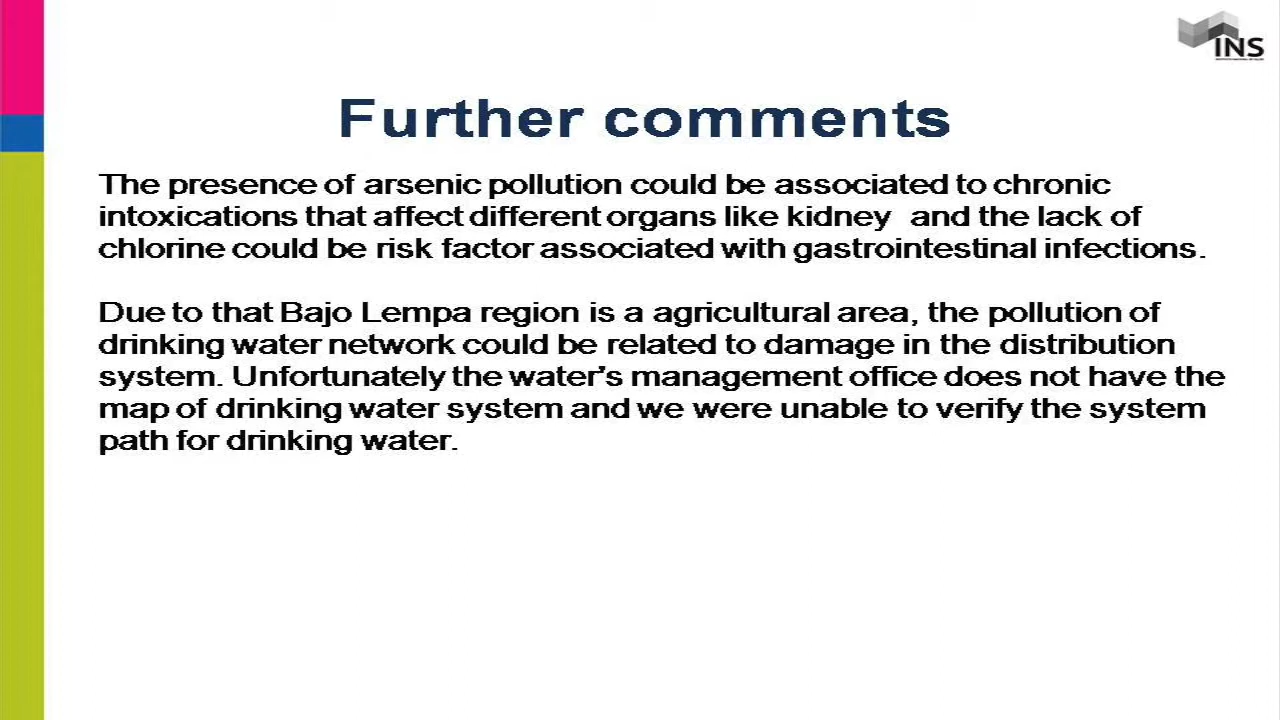 INS
Further comments
The presence of arsenic pollution could be associated to chronic
intoxications that affect different organs like kidney and the lack of
chlorine could be risk factor associated with gastrointestinal infections.
Due to that Bajo Lempa region is a agricultural area, the pollution of
drinking water network could be related to damage in the distribution
system. Unfortunately the water's management office does not have the
map of drinking water system and we were unable to verify the system
path for drinking water.